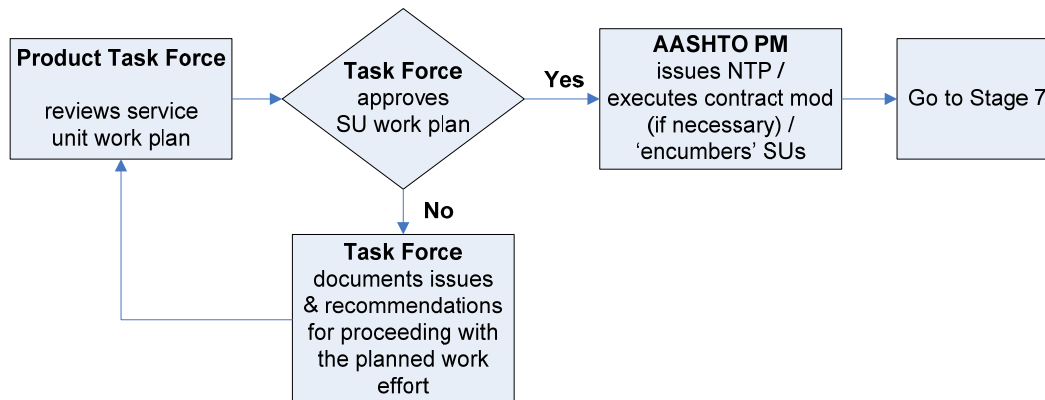 Product Task Force
reviews service
unit work plan
Task Force
approves
SU work plan
Yes
AASHTO PM
issues NTP /
executes contract mod
(if necessary) /
‘encumbers’ SUs
Go to Stage 7
No
Task Force
documents issues
& recommendations
for proceeding with
the planned work
effort